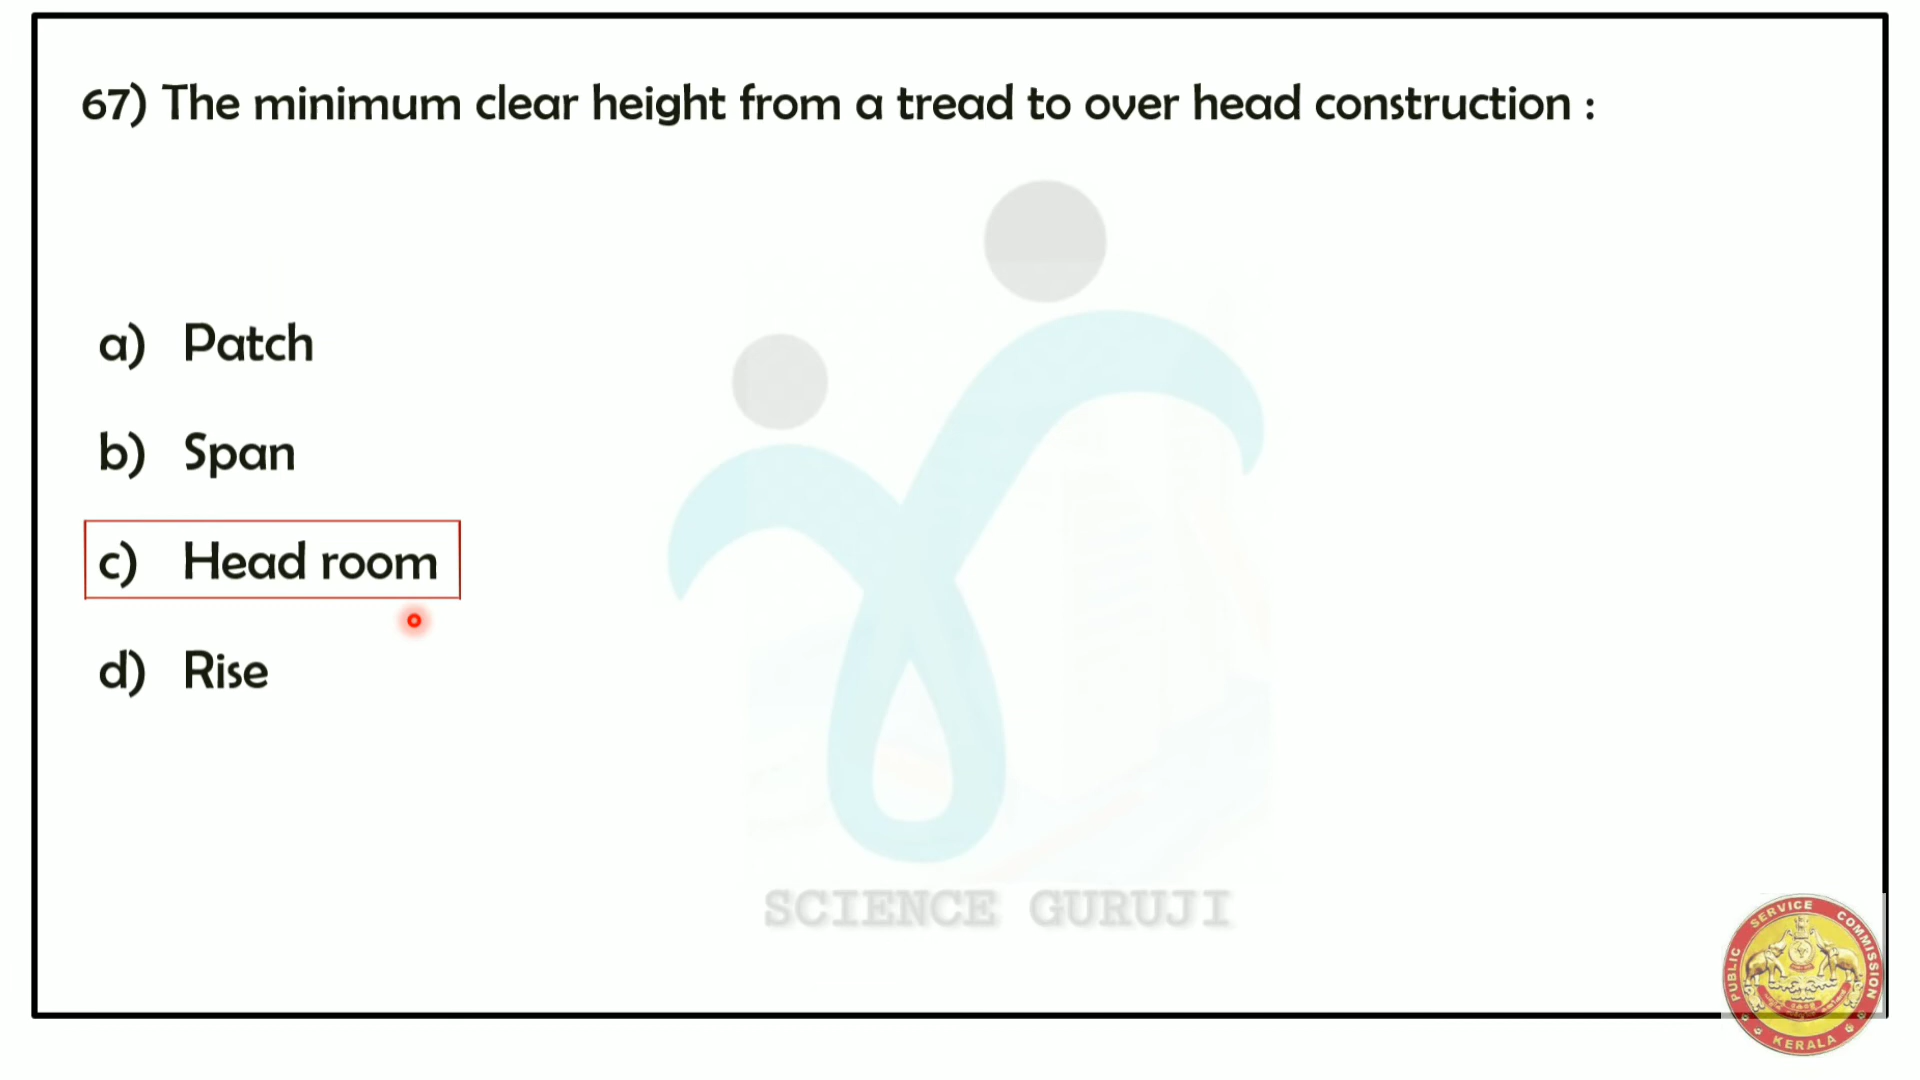 67) The minimum clear height from a tread to over head construction :
a) Patch
b) Span
c) Head room
d) Rise
SCIENCE GURUJI
PUBLIC SERVICE COMMISSION
KERALA